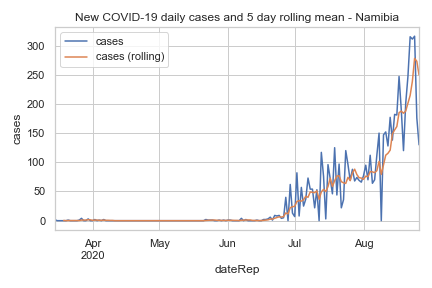 New COVID-19 daily cases and 5 day rolling mean - Namibia
cases
cases (rolling)
300
250
200
150
100
50
0
cases
Apr
2020
May
Jun
Jul
Aug
dateRep